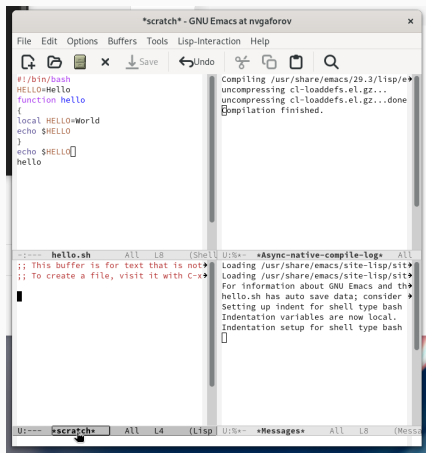 *scratch* - GNU Emacs at nvgaforov
File Edit Options Buffers Tools Lisp-Interaction Help
Save Undo
#!/bin/bash
HELLO=Hello
function hello
{
local HELLO=World
echo $HELLO
}
echo $HELLO
hello
-:--- hello.sh All L8 (Shell
Compiling /usr/share/emacs/29.3/lisp/e
uncompressing cl-loaddefs.el.gz...
uncompressing cl-loaddefs.el.gz...done
Compilation finished.
U:%*- *Async-native-compile-log* All
;; This buffer is for text that is not
;; To create a file, visit it with C-x
U:--- *scratch* All L4 (Lisp
Loading /usr/share/emacs/site-lisp/sit
Loading /usr/share/emacs/site-lisp/sit
For information about GNU Emacs and th
hello.sh has auto save data; consider
Setting up indent for shell type bash
Indentation variables are now local.
Indentation setup for shell type bash
U:%*- *Messages* All L8 (Messa